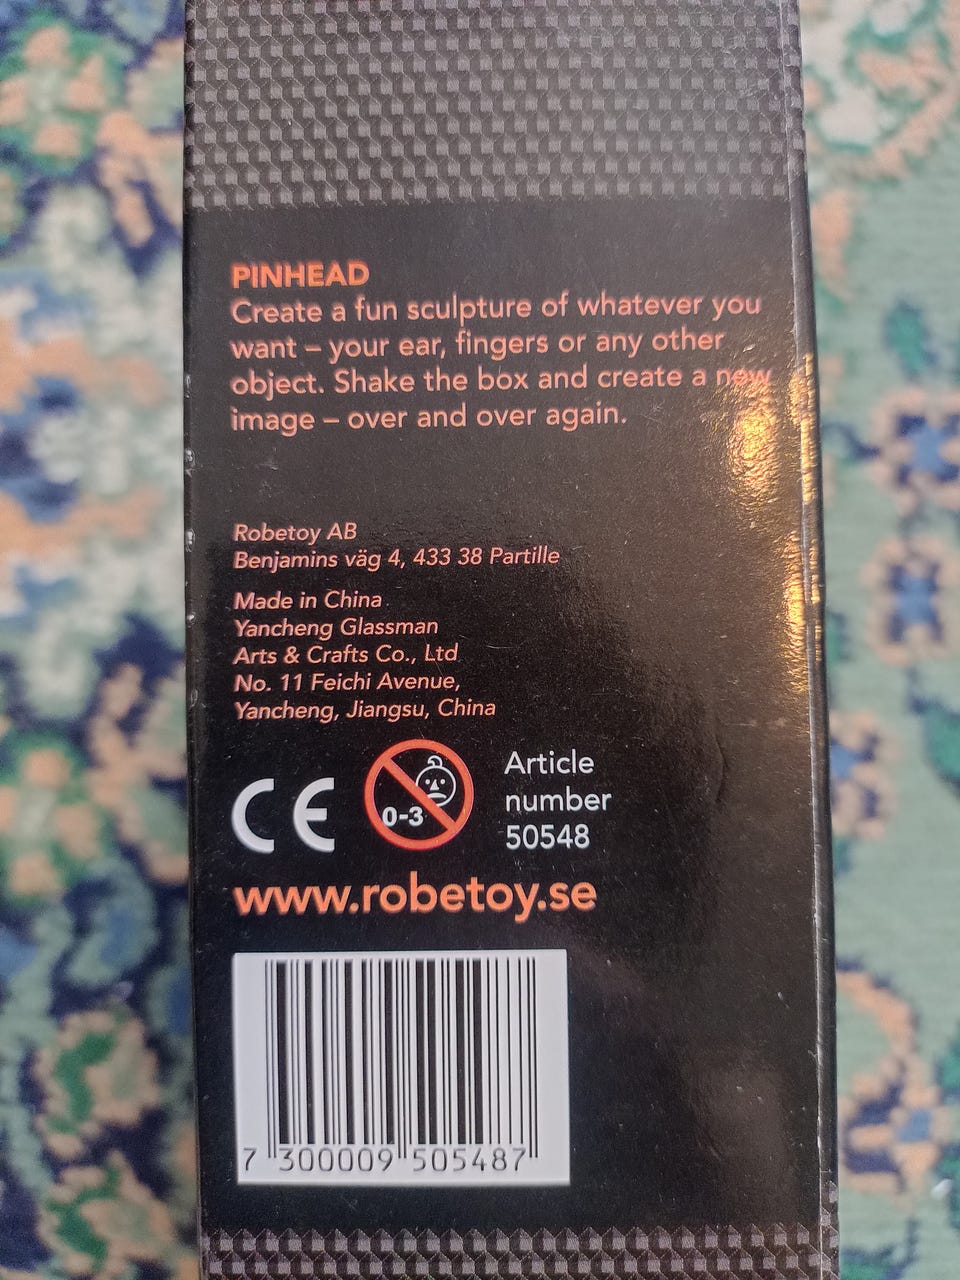 PINHEAD
Create a fun sculpture of whatever you
want – your ear, fingers or any other
object. Shake the box and create a new
image – over and over again.
Robetoy AB
Benjamins väg 4, 433 38 Partille
Made in China
Yancheng Glassman
Arts & Crafts Co., Ltd
No. 11 Feichi Avenue,
Yancheng, Jiangsu, China
CE
0-3
Article
number
50548
www.robetoy.se
7 300009 505487